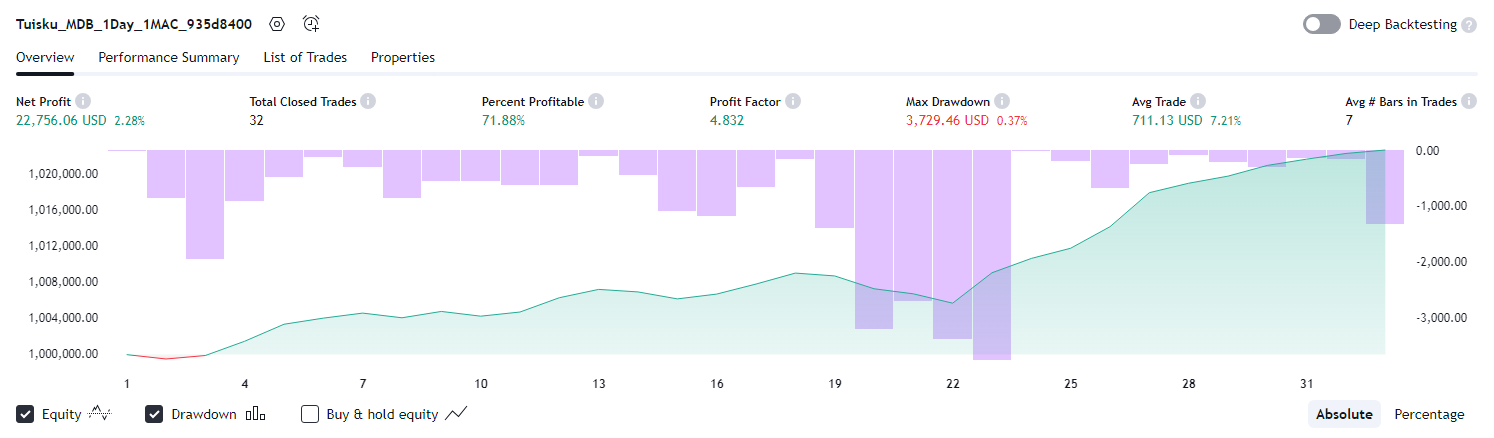 Tuisku_MDB_1Day_1MAC_935d8400 Deep Backtesting ?
Overview Performance Summary List of Trades Properties
Net Profit i Total Closed Trades i Percent Profitable i Profit Factor i Max Drawdown i Avg Trade i Avg # Bars in Trades i
22,756.06 USD 2.28% 32 71.88% 4.832 3,729.46 USD 0.37% 711.13 USD 7.21% 7
0.00
1,020,000.00
1,016,000.00 -1,000.00
1,012,000.00
-2,000.00
1,008,000.00
1,004,000.00 -3,000.00
1,000,000.00
1 4 7 10 13 16 19 22 25 28 31
Equity Drawdown Buy & hold equity Absolute Percentage